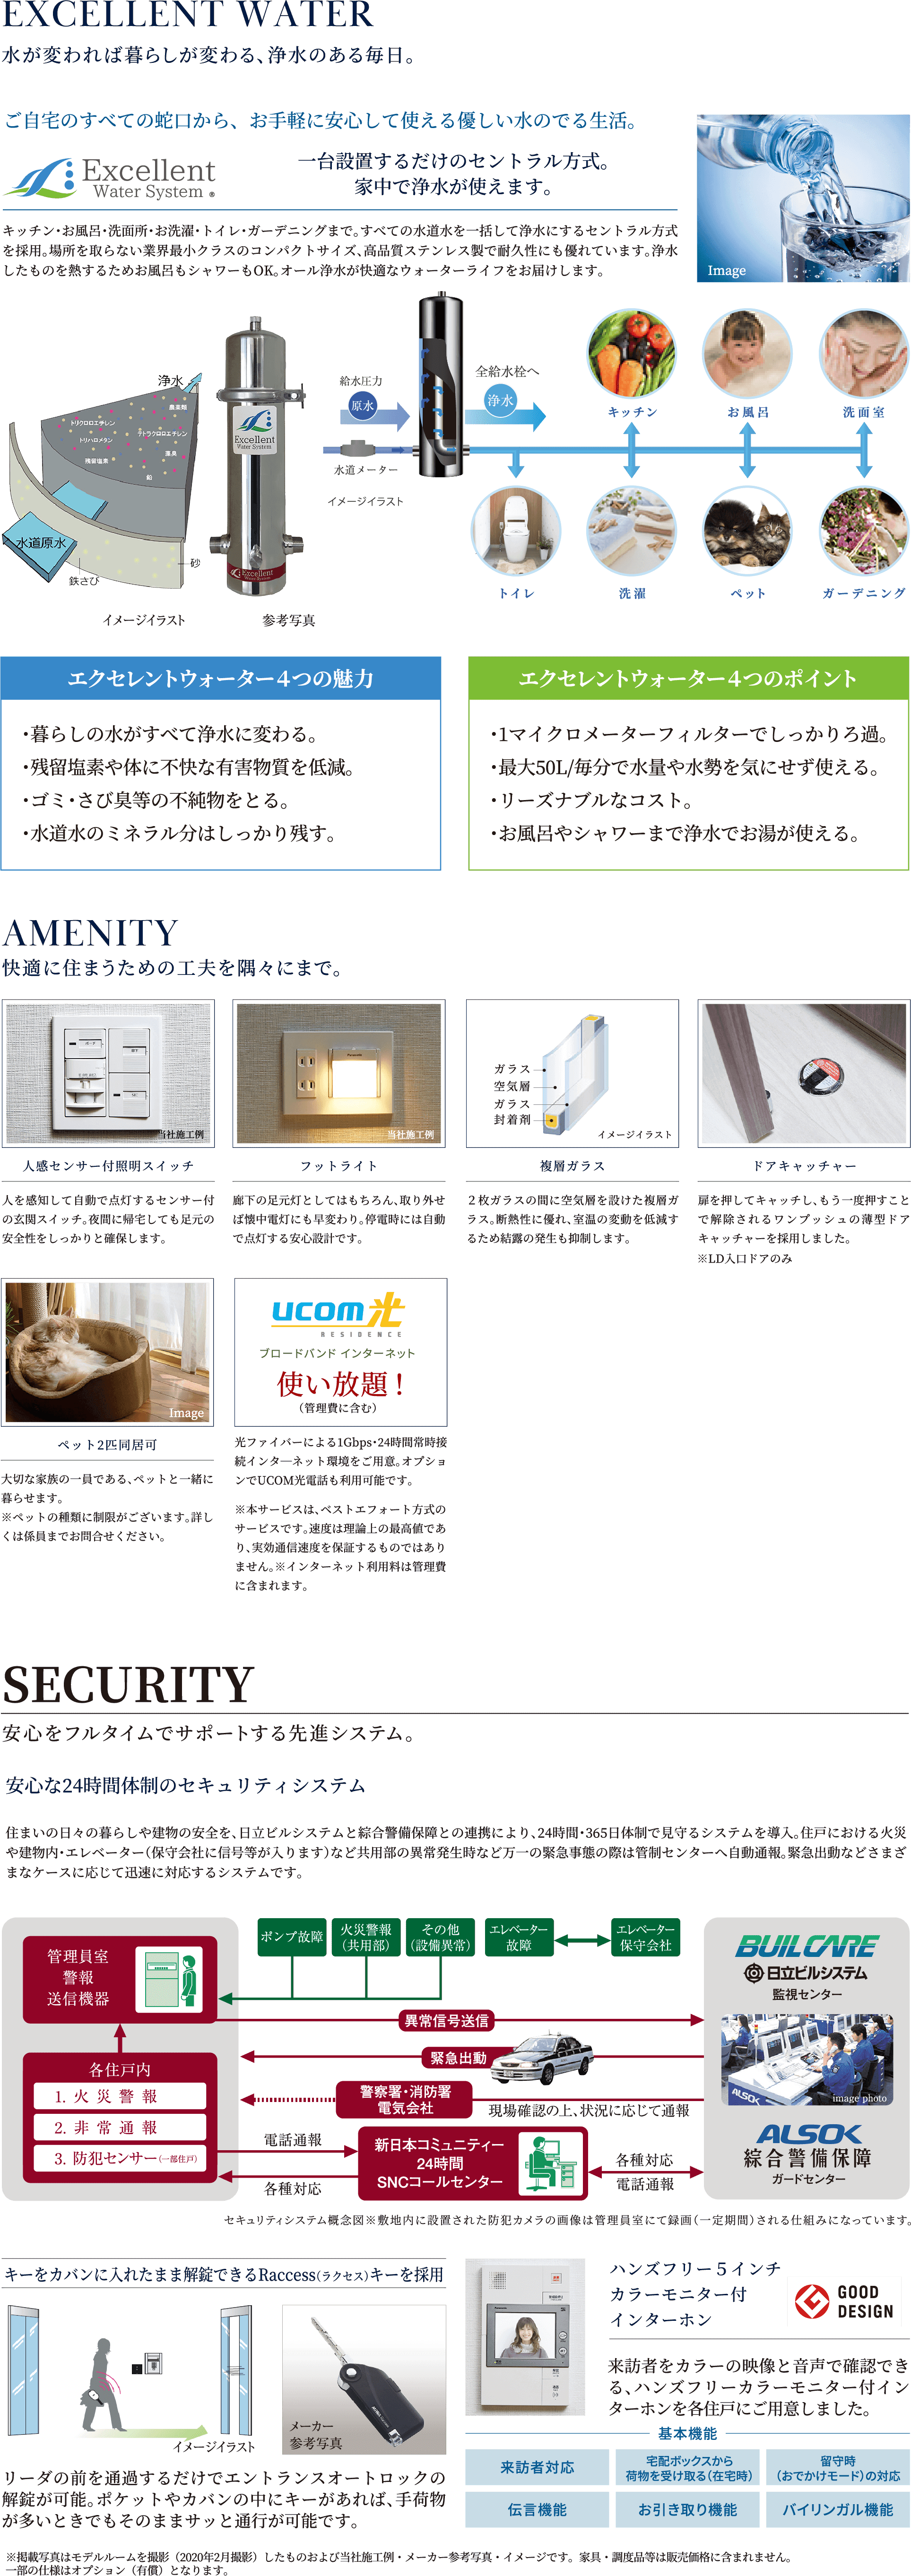 EXCELLENT WATER
水が変われば暮らしが変わる、浄水のある毎日。
ご自宅のすべての蛇口から、お手軽に安心して使える優しい水のでる生活。
Excellent
Water System ®
一台設置するだけのセントラル方式。
家中で浄水が使えます。
キッチン・お風呂・洗面所・お洗濯・トイレ・ガーデニングまで。すべての水道水を一括して浄水にするセントラル方式
を採用。場所を取らない業界最小クラスのコンパクトサイズ、高品質ステンレス製で耐久性にも優れています。浄水
したものを熱するためお風呂もシャワーもOK。オール浄水が快適なウォーターライフをお届けします。
Image
浄水
農薬類
トリクロロエチレン
テトラクロロエチレン
トリハロメタン
残留塩素
藻臭
鉛
水道原水
鉄さび
砂
イメージイラスト
Excellent
Water System
Excellent
Water System
参考写真
給水圧力
原水
水道メーター
イメージイラスト
全給水栓へ
浄水
キッチン
お風呂
洗面室
トイレ
洗濯
ペット
ガーデニング
エクセレントウォーター4つの魅力
・暮らしの水がすべて浄水に変わる。
・残留塩素や体に不快な有害物質を低減。
・ゴミ・さび臭等の不純物をとる。
・水道水のミネラル分はしっかり残す。
エクセレントウォーター4つのポイント
・1マイクロメーターフィルターでしっかりろ過。
・最大50L/毎分で水量や水勢を気にせず使える。
・リーズナブルなコスト。
・お風呂やシャワーまで浄水でお湯が使える。
AMENITY
快適に住まうための工夫を隅々にまで。
当社施工例
人感センサー付照明スイッチ
人を感知して自動で点灯するセンサー付
の玄関スイッチ。夜間に帰宅しても足元の
安全性をしっかりと確保します。
当社施工例
フットライト
廊下の足元灯としてはもちろん、取り外せ
ば懐中電灯にも早変わり。停電時には自動
で点灯する安心設計です。
ガラス
空気層
ガラス
封着剤
イメージイラスト
複層ガラス
２枚ガラスの間に空気層を設けた複層ガ
ラス。断熱性に優れ、室温の変動を低減す
るため結露の発生も抑制します。
ドアキャッチャー
扉を押してキャッチし、もう一度押すこと
で解除されるワンプッシュの薄型ドア
キャッチャーを採用しました。
※LD入口ドアのみ
Image
ペット2匹同居可
大切な家族の一員である、ペットと一緒に
暮らせます。
※ペットの種類に制限がございます。詳し
くは係員までお問合せください。
UCOM光
RESIDENCE
ブロードバンド インターネット
使い放題！
（管理費に含む）
光ファイバーによる1Gbps・24時間常時接
続インターネット環境をご用意。オプショ
ンでUCOM光電話も利用可能です。
※本サービスは、ベストエフォート方式の
サービスです。速度は理論上の最高値であ
り、実効通信速度を保証するものではあり
ません。※インターネット利用料は管理費
に含まれます。
SECURITY
安心をフルタイムでサポートする先進システム。
安心な24時間体制のセキュリティシステム
住まいの日々の暮らしや建物の安全を、日立ビルシステムと綜合警備保障との連携により、24時間・365日体制で見守るシステムを導入。住戸における火災
や建物内・エレベーター（保守会社に信号等が入ります）など共用部の異常発生時など万一の緊急事態の際は管制センターへ自動通報。緊急出動などさまざ
まなケースに応じて迅速に対応するシステムです。
管理員室
警報
送信機器
各住戸内
1. 火災警報
2. 非常通報
3. 防犯センサー（一部住戸）
ポンプ故障
火災警報
（共用部）
その他
（設備異常）
エレベーター
故障
エレベーター
保守会社
異常信号送信
緊急出動
警察署・消防署
電気会社
現場確認の上、状況に応じて通報
電話通報
各種対応
新日本コミュニティー
24時間
SNCコールセンター
各種対応
電話通報
BUILCARE
日立ビルシステム
監視センター
ALSOK
image photo
ALSOK
綜合警備保障
ガードセンター
セキュリティシステム概念図※敷地内に設置された防犯カメラの画像は管理員室にて録画（一定期間）される仕組みになっています。
キーをカバンに入れたまま解錠できるRaccess（ラクセス）キーを採用
イメージイラスト
メーカー
参考写真
リーダの前を通過するだけでエントランスオートロックの
解錠が可能。ポケットやカバンの中にキーがあれば、手荷物
が多いときでもそのままサッと通行が可能です。
ハンズフリー５インチ
カラーモニター付
インターホン
GOOD
DESIGN
来訪者をカラーの映像と音声で確認でき
る、ハンズフリーカラーモニター付イン
ターホンを各住戸にご用意しました。
基本機能
来訪者対応
宅配ボックスから
荷物を受け取る（在宅時）
留守時
（おでかけモード）の対応
伝言機能
お引き取り機能
バイリンガル機能
※掲載写真はモデルルームを撮影（2020年2月撮影）したものおよび当社施工例・メーカー参考写真・イメージです。家具・調度品等は販売価格に含まれません。
一部の仕様はオプション（有償）となります。